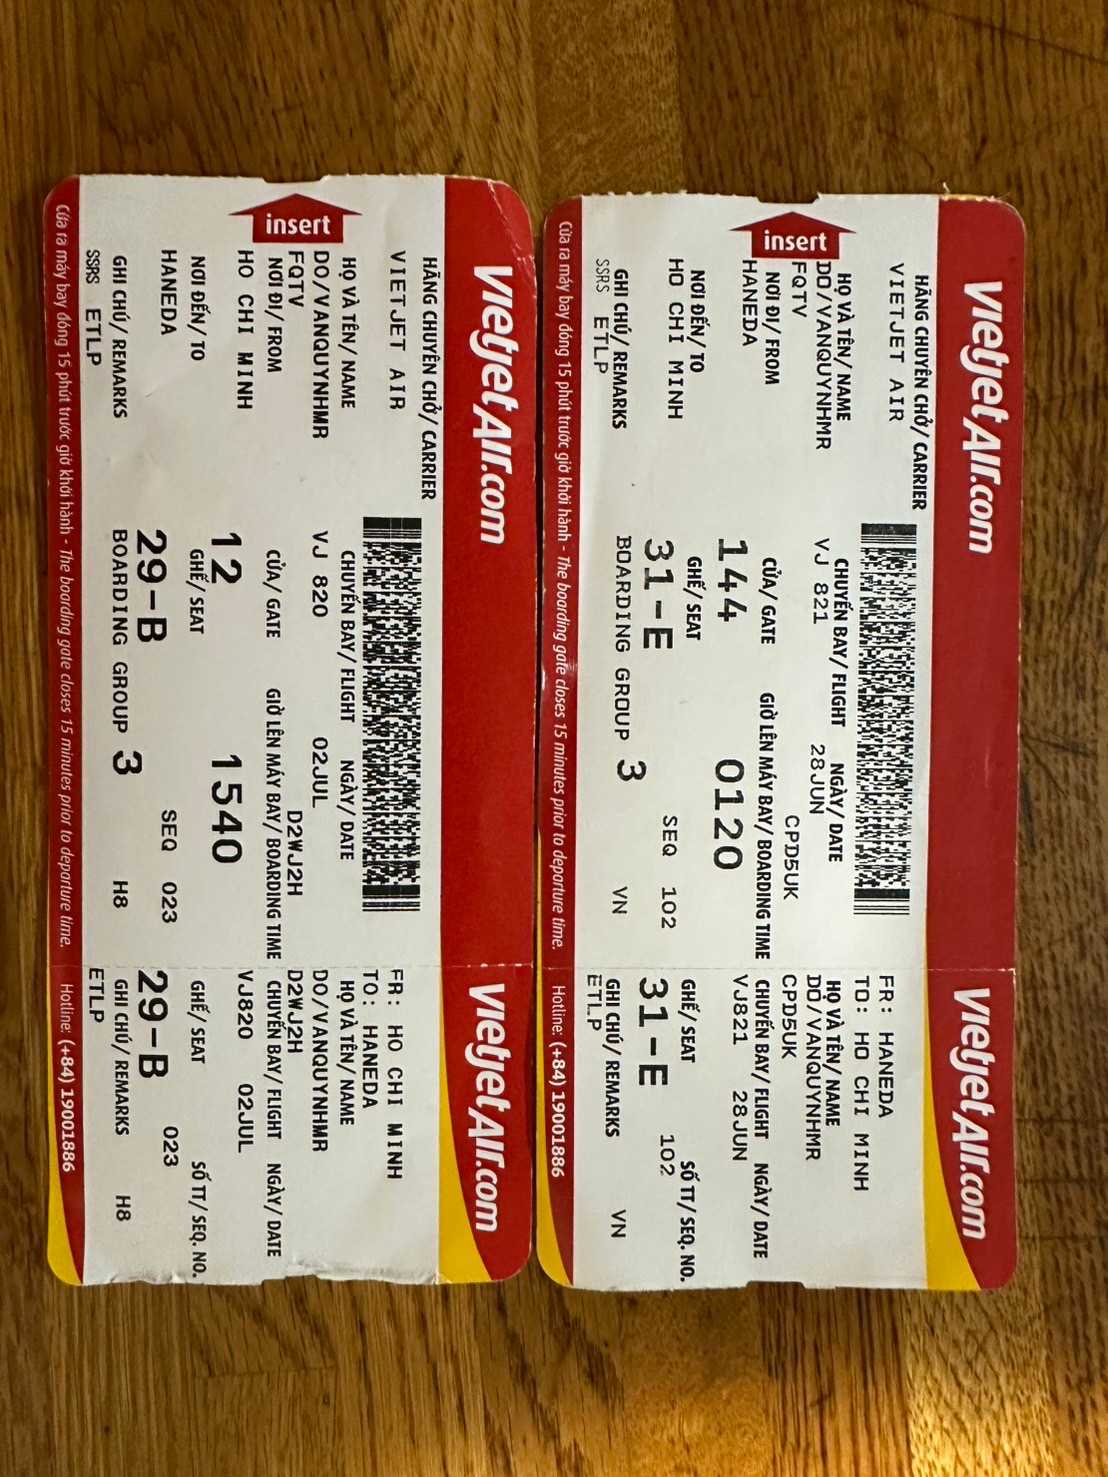 VietjetAir.com
insert
HÃNG CHUYÊN CHỞ/ CARRIER
VIETJET AIR
HỌ VÀ TÊN/ NAME
DO/VANQUYNHMR
FQTV
NƠI ĐI/ FROM
HO CHI MINH
NƠI ĐẾN/ TO
HANEDA
GHI CHÚ/ REMARKS
SSRS ETLP
CHUYẾN BAY/ FLIGHT NGÀY/ DATE
VJ 820 02JUL
D2WJ2H
CỬA/ GATE GIỜ LÊN MÁY BAY/ BOARDING TIME
12 1540
GHẾ/ SEAT
29-B SEQ 023
BOARDING GROUP 3 H8
Cửa ra máy bay đóng 15 phút trước giờ khởi hành - The boarding gate closes 15 minutes prior to departure time.
VietjetAir.com
FR: HO CHI MINH
TO: HANEDA
HỌ VÀ TÊN/ NAME
DO/VANQUYNHMR
D2WJ2H
CHUYẾN BAY/ FLIGHT NGÀY/ DATE
VJ820 02JUL
GHẾ/ SEAT SỐ TT/ SEQ. NO.
29-B 023
GHI CHÚ/ REMARKS H8
ETLP
Hotline: (+84) 19001886
VietjetAir.com
insert
HÃNG CHUYÊN CHỞ/ CARRIER
VIETJET AIR
HỌ VÀ TÊN/ NAME
DO/VANQUYNHMR
FQTV
NƠI ĐI/ FROM
HANEDA
NƠI ĐẾN/ TO
HO CHI MINH
GHI CHÚ/ REMARKS
SSRS ETLP
CHUYẾN BAY/ FLIGHT NGÀY/ DATE
VJ 821 28JUN
CPD5UK
CỬA/ GATE GIỜ LÊN MÁY BAY/ BOARDING TIME
144 0120
GHẾ/ SEAT
31-E SEQ 102
BOARDING GROUP 3 VN
Cửa ra máy bay đóng 15 phút trước giờ khởi hành - The boarding gate closes 15 minutes prior to departure time.
VietjetAir.com
FR: HANEDA
TO: HO CHI MINH
HỌ VÀ TÊN/ NAME
DO/VANQUYNHMR
CPD5UK
CHUYẾN BAY/ FLIGHT NGÀY/ DATE
VJ821 28JUN
GHẾ/ SEAT SỐ TT/ SEQ. NO.
31-E 102
GHI CHÚ/ REMARKS VN
ETLP
Hotline: (+84) 19001886